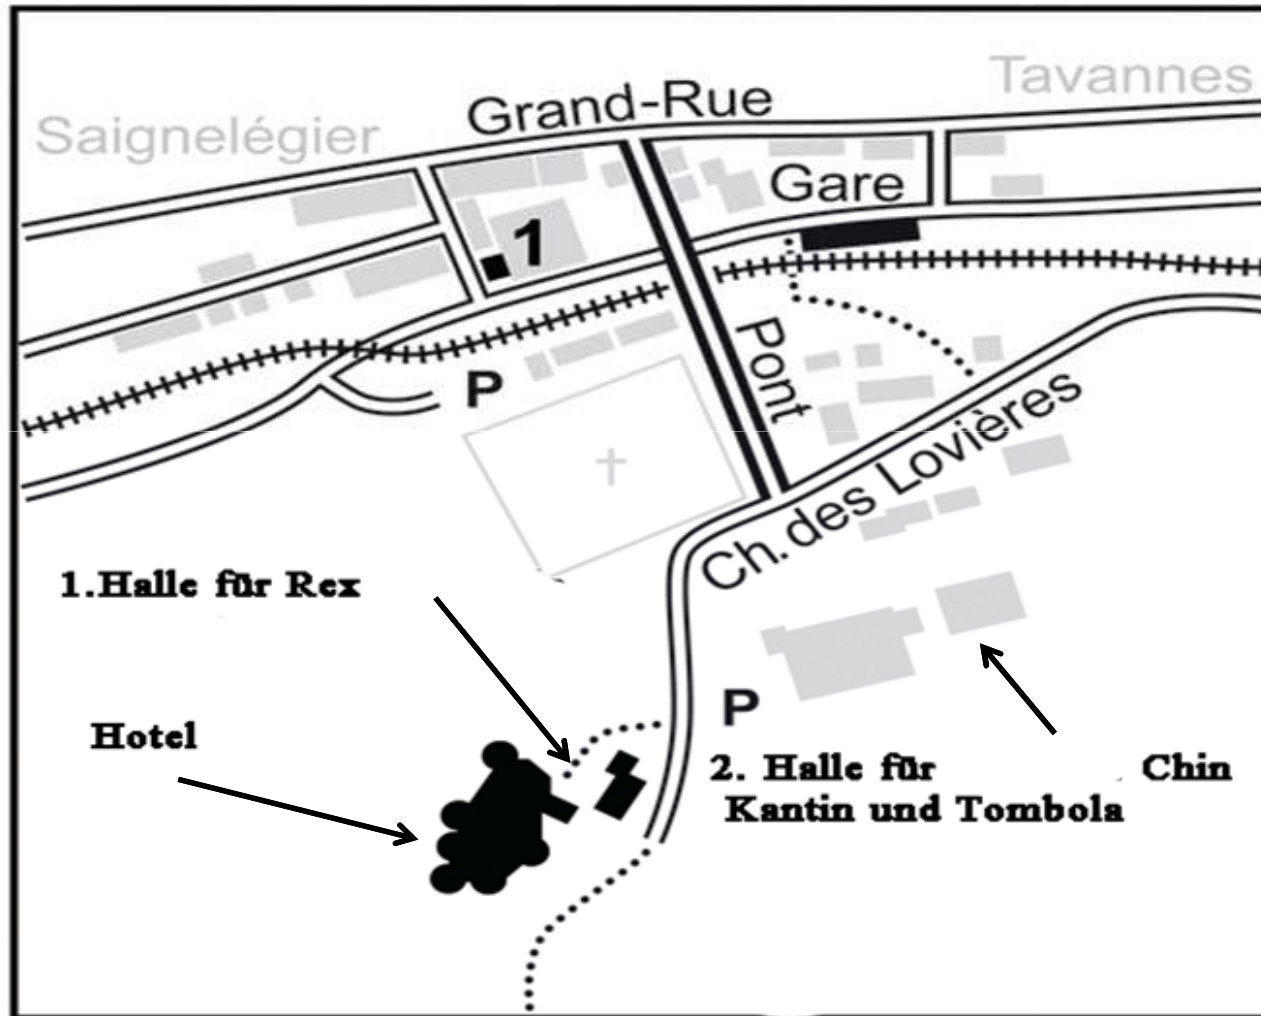 Tavannes
Grand-Rue
Saignelégier
Gare
1
Pont
P
Ch. des Lovières
1.Halle für Rex
P
Hotel
2. Halle für Chin
Kantin und Tombola